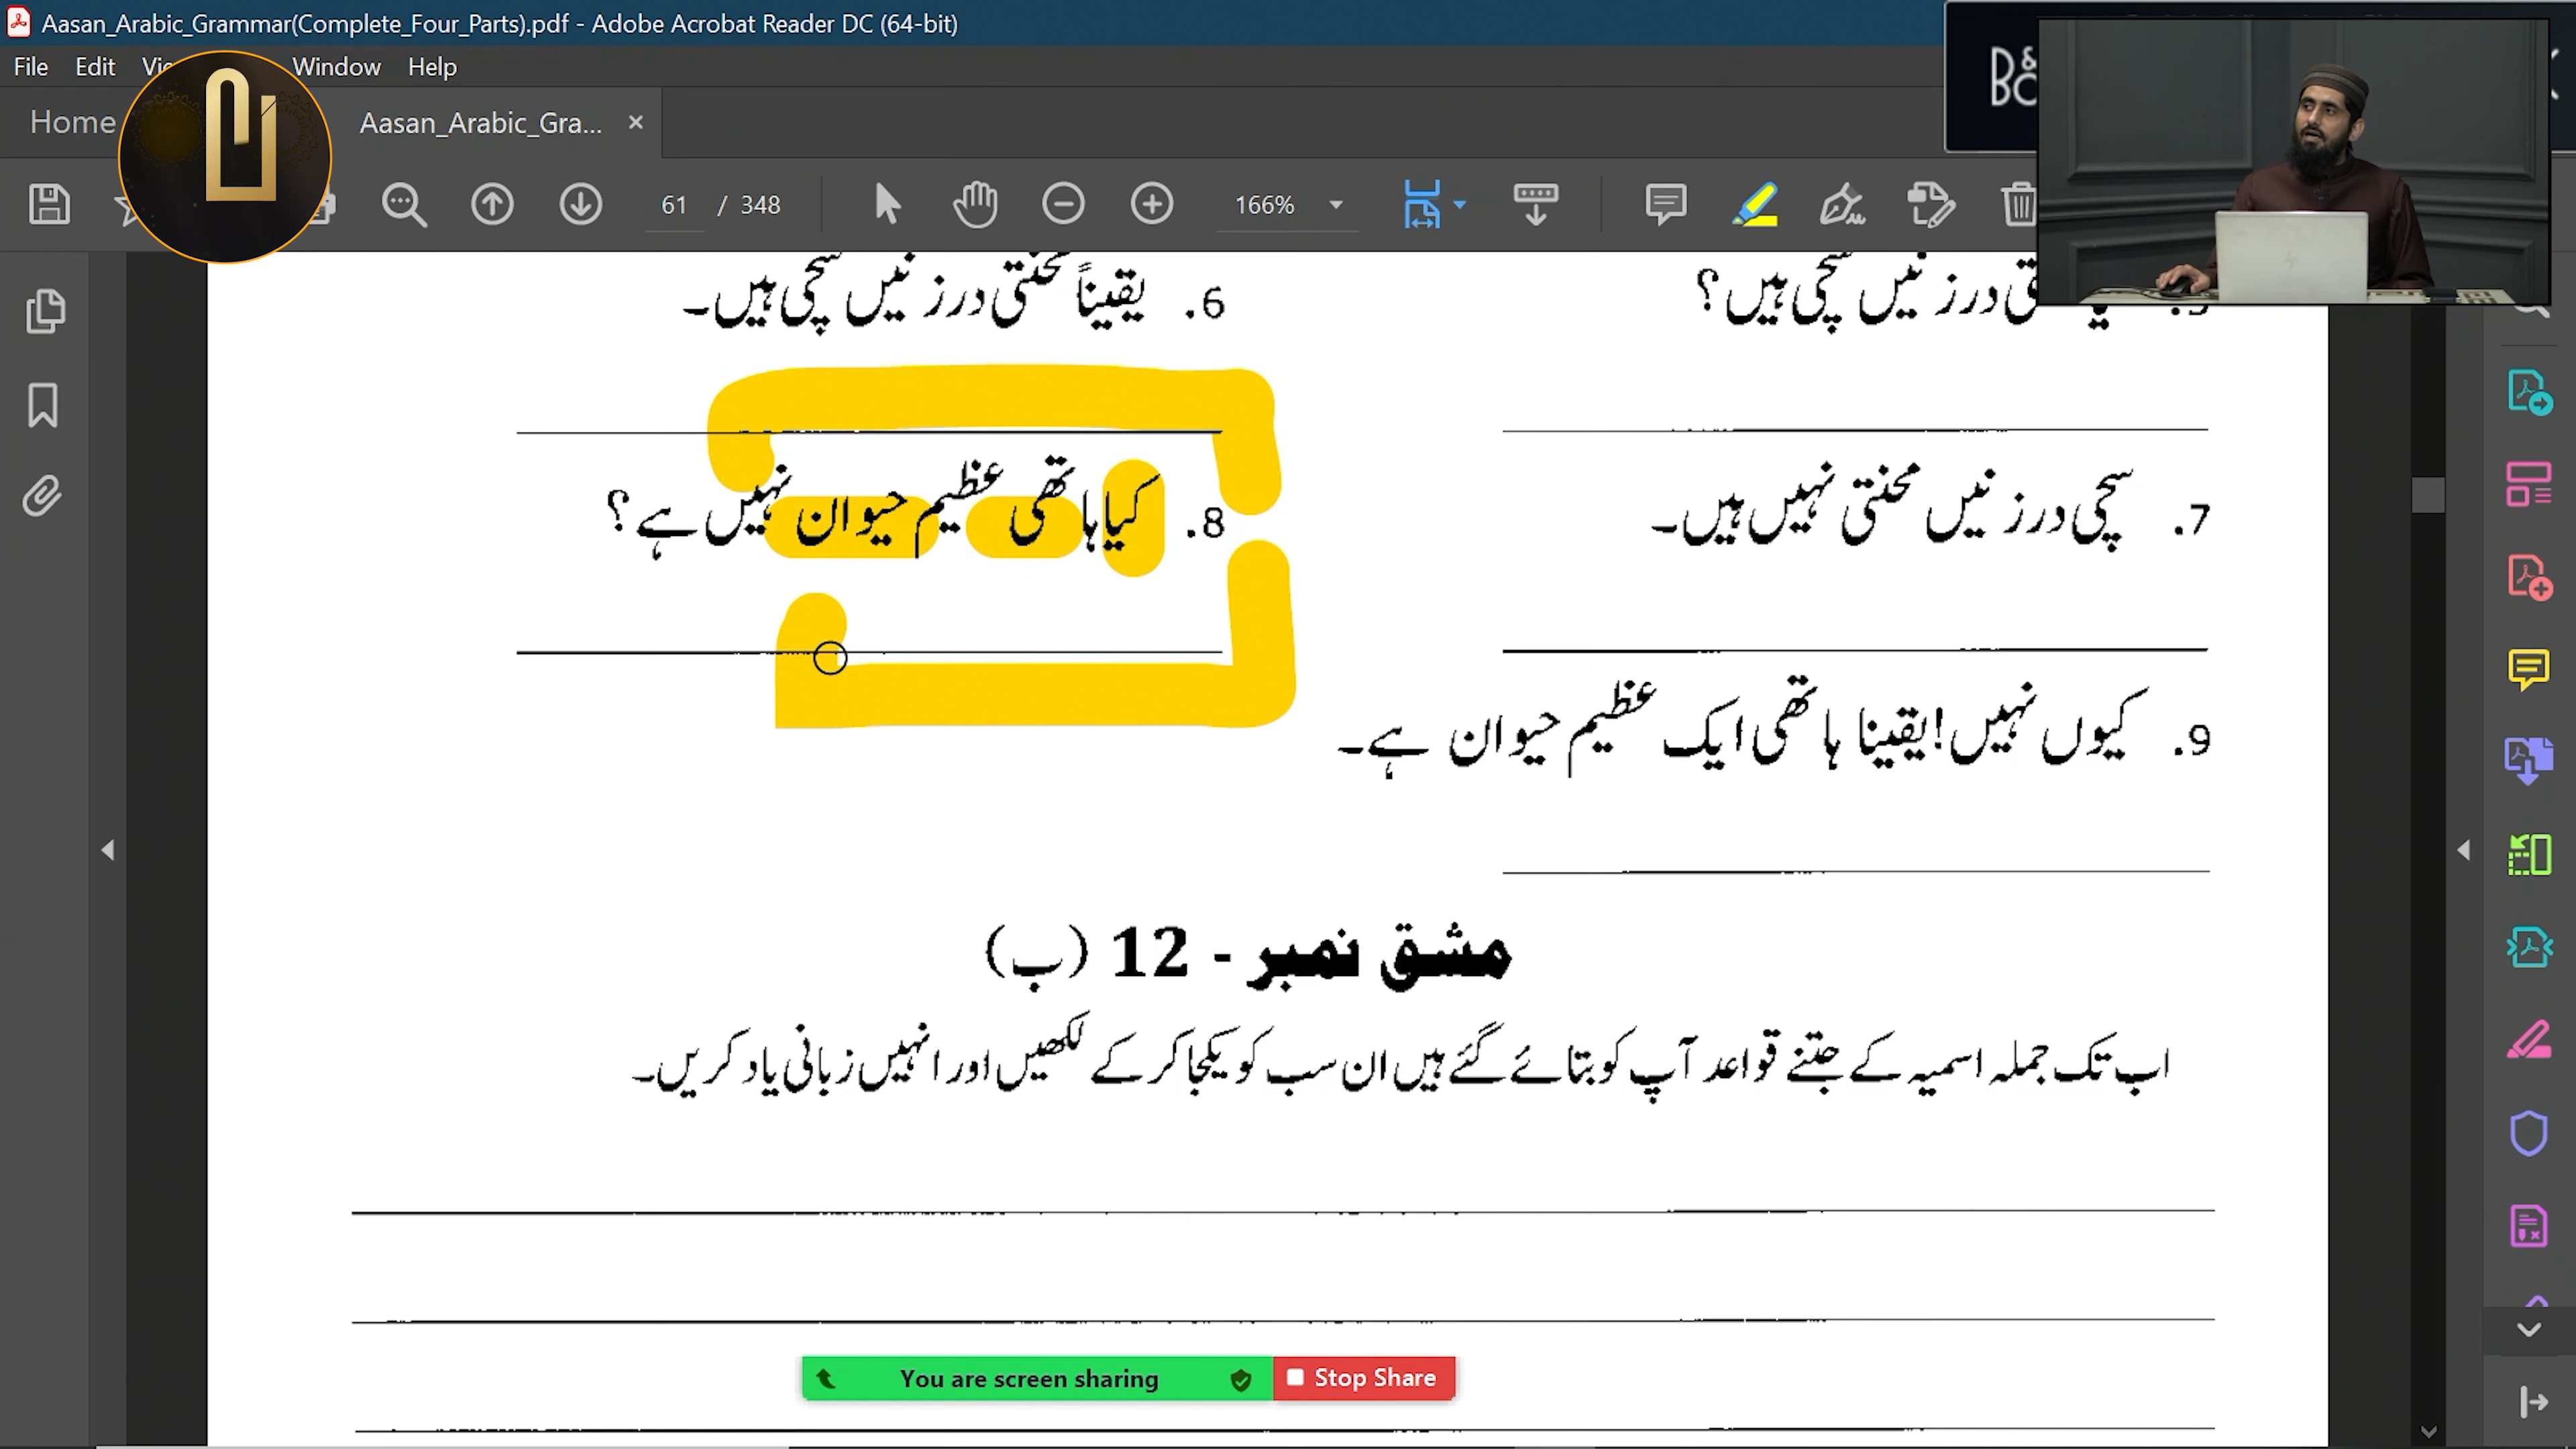 Aasan_Arabic_Grammar(Complete_Four_Parts).pdf - Adobe Acrobat Reader DC (64-bit)
File Edit Window Help
Home Aasan_Arabic_Gra... ×
61 / 348 166%
6. یقیناً محنتی درزنیں سچی ہیں۔
درزنیں سچی ہیں؟
7. سچی درزنیں محنتی نہیں ہیں۔
8. کیا ہاتھی عظیم حیوان نہیں ہے؟
9. کیوں نہیں! یقینا ہاتھی ایک عظیم حیوان ہے۔
مشق نمبر - 12 (ب)
اب تک جملہ اسمیہ کے جتنے قواعد آپ کو بتائے گئے ہیں ان سب کو یکجا کر کے لکھیں اور انہیں زبانی یاد کریں۔
You are screen sharing Stop Share